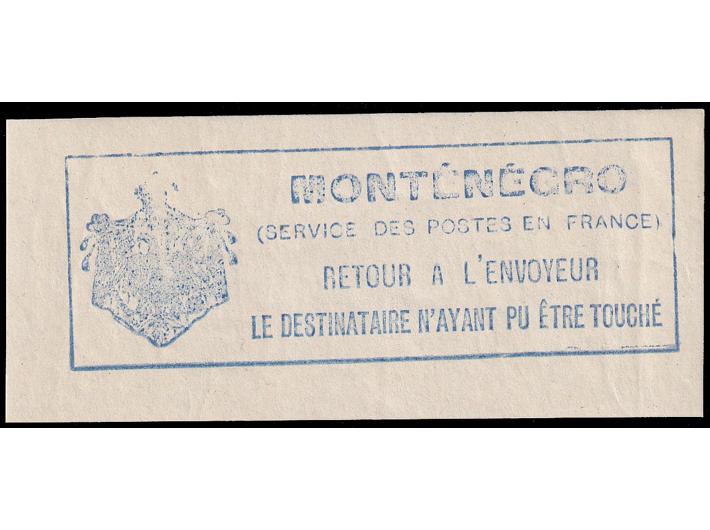 MONTÉNÉGRO
(SERVICE DES POSTES EN FRANCE)
RETOUR A L'ENVOYEUR
LE DESTINATAIRE N'AYANT PU ÊTRE TOUCHÉ